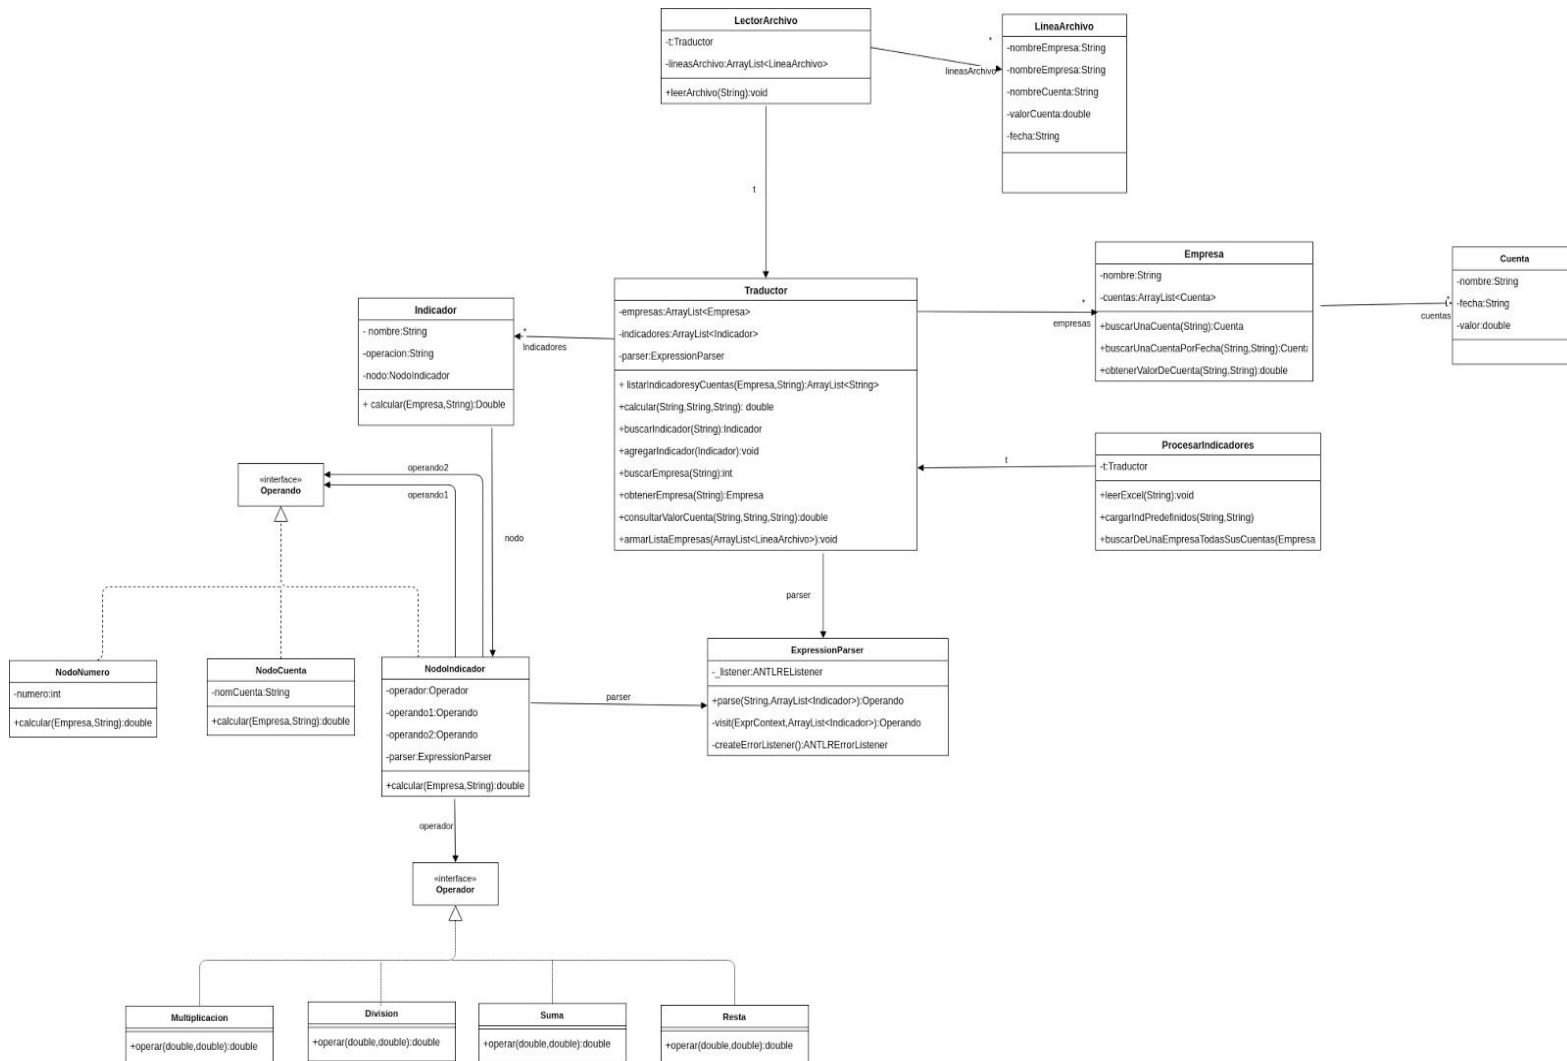 LectorArchivo
-t:Traductor
-lineasArchivo:ArrayList<LineaArchivo>
+leerArchivo(String):void
LineaArchivo
-nombreEmpresa:String
-nombreEmpresa:String
-nombreCuenta:String
-valorCuenta:double
-fecha:String
*
lineasArchivo
t
Traductor
-empresas:ArrayList<Empresa>
-indicadores:ArrayList<Indicador>
-parser:ExpressionParser
+ listarIndicadoresyCuentas(Empresa,String):ArrayList<String>
+calcular(String,String,String): double
+buscarIndicador(String):Indicador
+agregarIndicador(Indicador):void
+buscarEmpresa(String):int
+obtenerEmpresa(String):Empresa
+consultarValorCuenta(String,String,String):double
+armarListaEmpresas(ArrayList<LineaArchivo>):void
Indicador
- nombre:String
-operacion:String
-nodo:NodoIndicador
+ calcular(Empresa,String):Double
*
Indicadores
*
empresas
Empresa
-nombre:String
-cuentas:ArrayList<Cuenta>
+buscarUnaCuenta(String):Cuenta
+buscarUnaCuentaPorFecha(String,String):Cuenta
+obtenerValorDeCuenta(String,String):double
*
cuentas
Cuenta
-nombre:String
-fecha:String
-valor:double
ProcesarIndicadores
-t:Traductor
+leerExcel(String):void
+cargarIndPredefinidos(String,String)
+buscarDeUnaEmpresaTodasSusCuentas(Empresa
t
«interface»
Operando
operando2
operando1
nodo
parser
NodoNumero
-numero:int
+calcular(Empresa,String):double
NodoCuenta
-nomCuenta:String
+calcular(Empresa,String):double
NodoIndicador
-operador:Operador
-operando1:Operando
-operando2:Operando
-parser:ExpressionParser
+calcular(Empresa,String):double
parser
ExpressionParser
-_listener:ANTLREListener
+parse(String,ArrayList<Indicador>):Operando
-visit(ExprContext,ArrayList<Indicador>):Operando
-createErrorListener():ANTLRErrorListener
operador
«interface»
Operador
Multiplicacion
+operar(double,double):double
Division
+operar(double,double):double
Suma
+operar(double,double):double
Resta
+operar(double,double):double